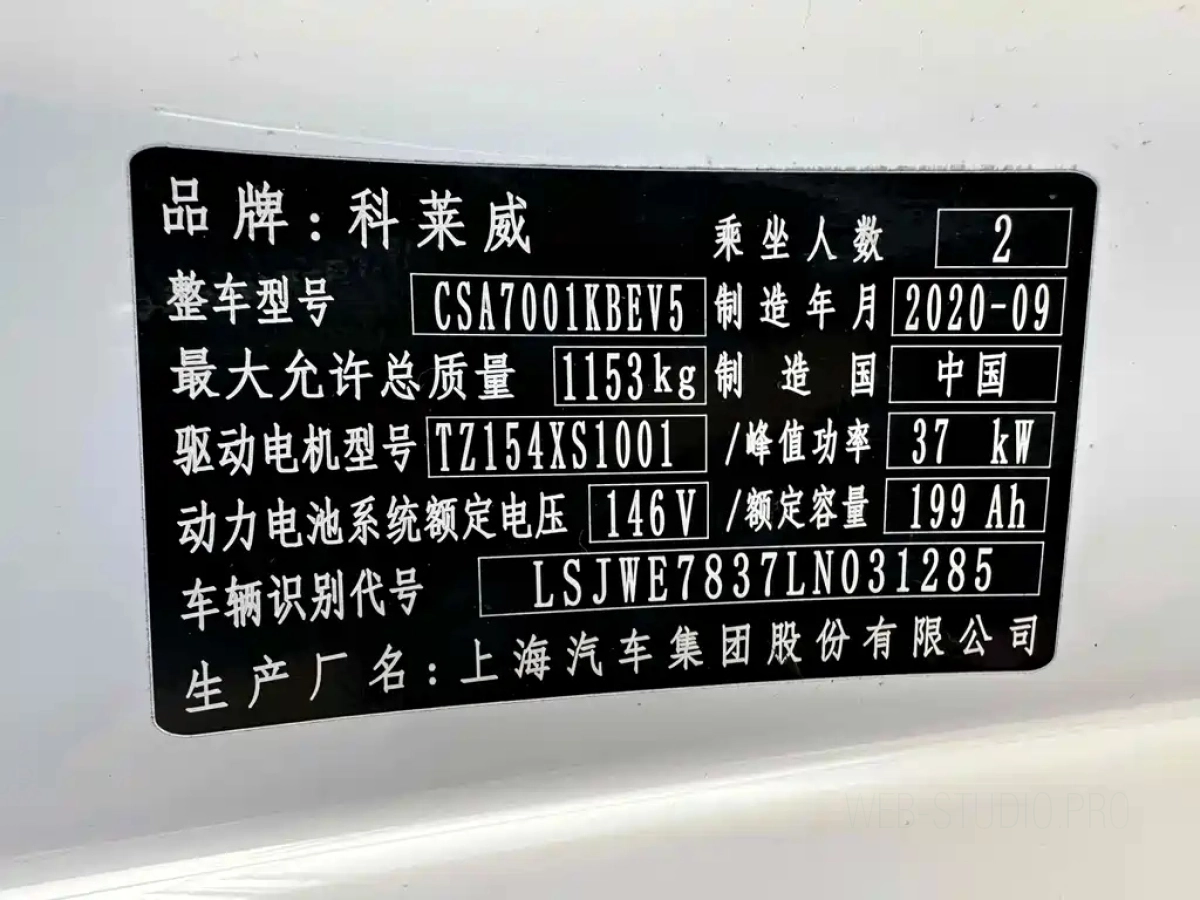 品牌：科莱威 乘坐人数 2
整车型号 CSA7001KBEV5 制造年月 2020-09
最大允许总质量 1153kg 制造国 中国
驱动电机型号 TZ154XS1001 /峰值功率 37 kW
动力电池系统额定电压 146V /额定容量 199 Ah
车辆识别代号 LSJWE7837LN031285
生产厂名：上海汽车集团股份有限公司
WEB-STUDIO PRO